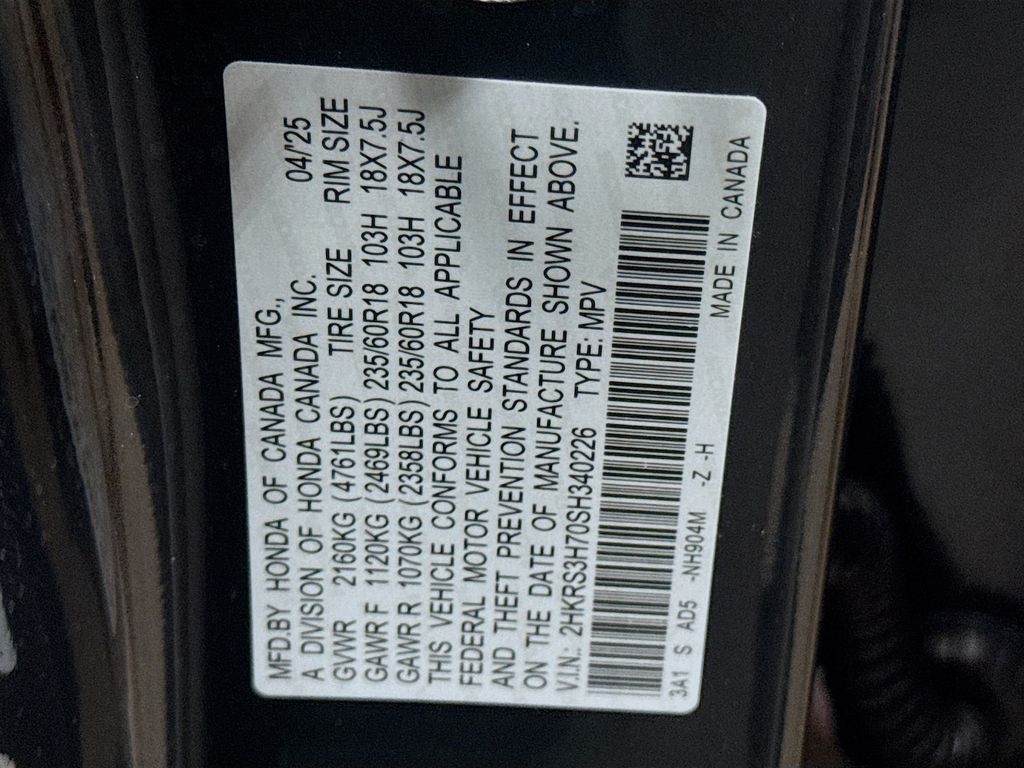 MFD.BY HONDA OF CANADA MFG., 04/'25
A DIVISION OF HONDA CANADA INC.
GVWR 2160KG (4761LBS) TIRE SIZE RIM SIZE
GAWR F 1120KG (2469LBS) 235/60R18 103H 18X7.5J
GAWR R 1070KG (2358LBS) 235/60R18 103H 18X7.5J
THIS VEHICLE CONFORMS TO ALL APPLICABLE
FEDERAL MOTOR VEHICLE SAFETY
AND THEFT PREVENTION STANDARDS IN EFFECT
ON THE DATE OF MANUFACTURE SHOWN ABOVE.
V.I.N.: 2HKRS3H70SH340226 TYPE: MPV
3A1 S AD5 -NH904M -Z -H MADE IN CANADA